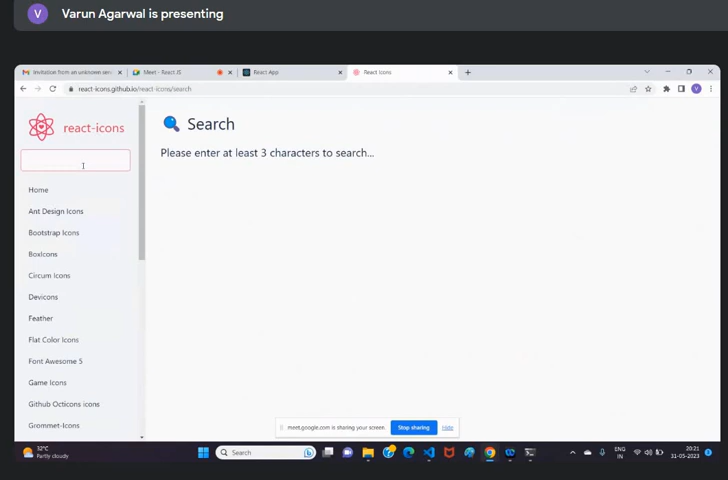 V Varun Agarwal is presenting
Invitation from an unknown sen
Meet - React JS
React App
React Icons
react-icons.github.io/react-icons/search
V
react-icons
Search
Please enter at least 3 characters to search...
Home
Ant Design Icons
Bootstrap Icons
BoxIcons
Circum Icons
Devicons
Feather
Flat Color Icons
Font Awesome 5
Game Icons
Github Octicons icons
Grommet-Icons
meet.google.com is sharing your screen
Stop sharing
Hide
32°C
Partly cloudy
Search
ENG
IN
20:21
31-05-2023